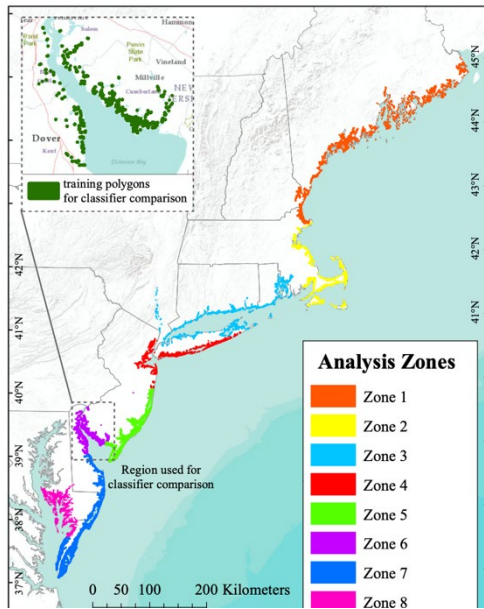 Salem
Hammon
Parvin
State
Park
Vineland
Millville
Cumberland
NEW
Dover
Kent
Delaware Bay
training polygons
for classifier comparison
45°N
44°N
43°N
42°N
41°N
42°N
41°N
40°N
39°N
38°N
37°N
Region used for
classifier comparison
Analysis Zones
Zone 1
Zone 2
Zone 3
Zone 4
Zone 5
Zone 6
Zone 7
Zone 8
0 25 50 100 200 Kilometers